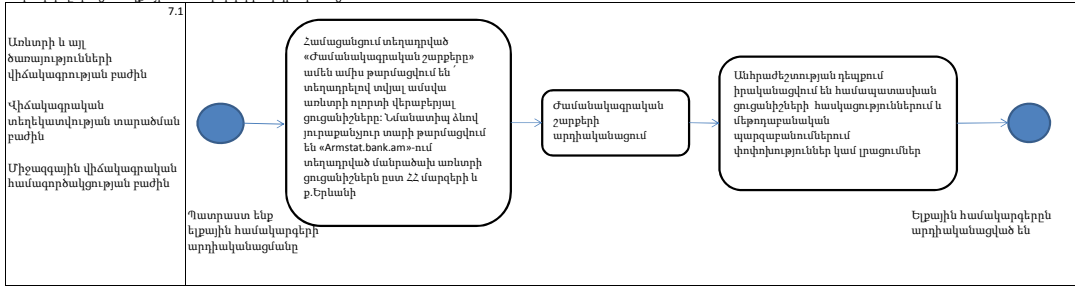 7.1
Առևտրի և այլ
ծառայությունների
վիճակագրության բաժին
Վիճակագրական
տեղեկատվության տարածման
բաժին
Միջազգային վիճակագրական
համագործակցության բաժին
Համացանցում տեղադրված
«Ժամանակագրական շարքերը»
ամեն ամիս թարմացվում են ՛
տեղադրելով տվյալ ամսվա
առևտրի ոլորտի վերաբերյալ
ցուցանիշները: Նմանատիպ ձևով
յուրաքանչյուր տարի թարմացվում
են «Armstat.bank.am»-ում
տեղադրված մանրածախ առևտրի
ցուցանիշներն ըստ ՀՀ մարզերի և
ք.Երևանի
Ժամանակագրական
շարքերի
արդիականացում
Անհրաժեշտության դեպքում
իրականացվում են համապատասխան
ցուցանիշների հասկացություններում և
մեթոդաբանական
պարզաբանումներում
փոփոխություններ կամ լրացումներ
Պատրաստ ենք
ելքային համակարգերի
արդիականացմանը
Ելքային համակարգերըն
արդիականացված են